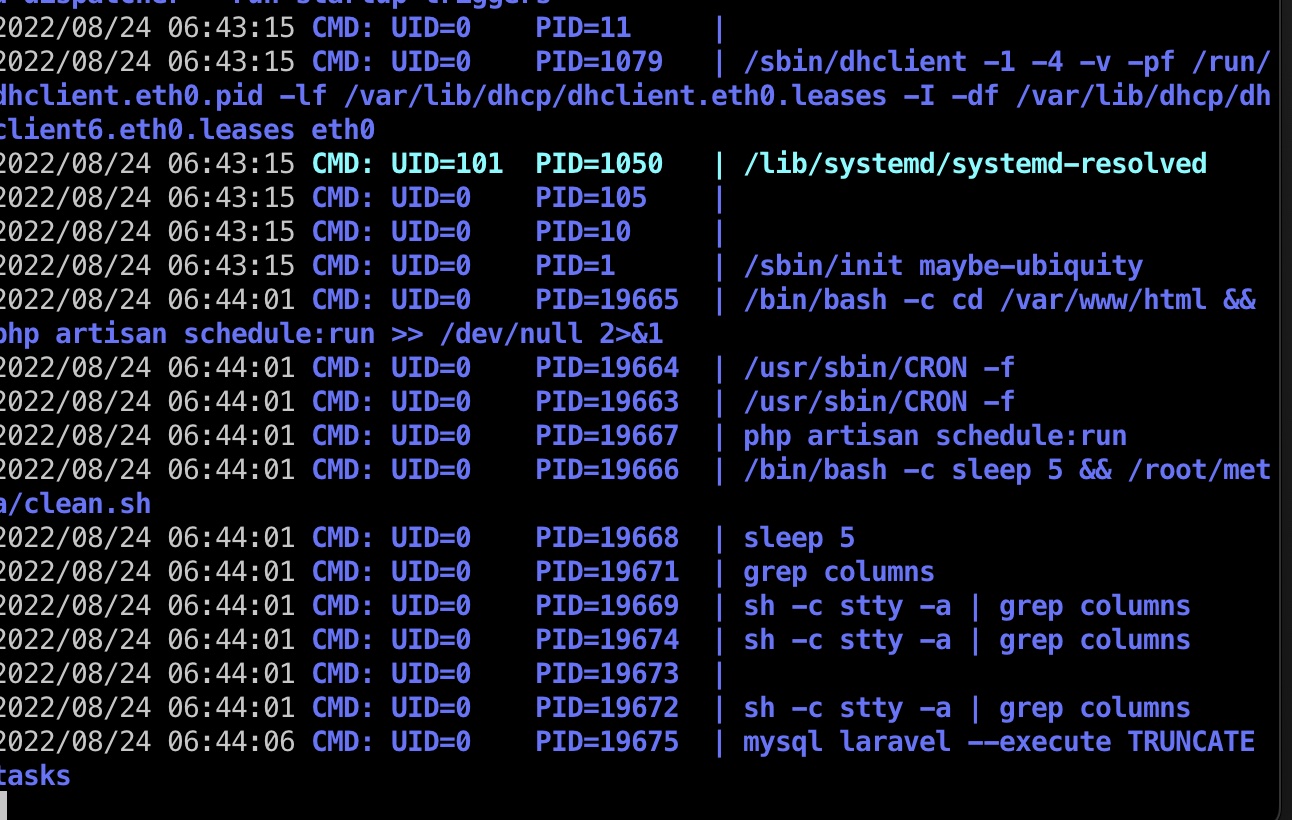 d-dispatcher --run-startup-triggers
2022/08/24 06:43:15 CMD: UID=0    PID=11     |
2022/08/24 06:43:15 CMD: UID=0    PID=1079   | /sbin/dhclient -1 -4 -v -pf /run/
dhclient.eth0.pid -lf /var/lib/dhcp/dhclient.eth0.leases -I -df /var/lib/dhcp/dh
client6.eth0.leases eth0
2022/08/24 06:43:15 CMD: UID=101  PID=1050   | /lib/systemd/systemd-resolved
2022/08/24 06:43:15 CMD: UID=0    PID=105    |
2022/08/24 06:43:15 CMD: UID=0    PID=10     |
2022/08/24 06:43:15 CMD: UID=0    PID=1      | /sbin/init maybe-ubiquity
2022/08/24 06:44:01 CMD: UID=0    PID=19665  | /bin/bash -c cd /var/www/html &&
php artisan schedule:run >> /dev/null 2>&1
2022/08/24 06:44:01 CMD: UID=0    PID=19664  | /usr/sbin/CRON -f
2022/08/24 06:44:01 CMD: UID=0    PID=19663  | /usr/sbin/CRON -f
2022/08/24 06:44:01 CMD: UID=0    PID=19667  | php artisan schedule:run
2022/08/24 06:44:01 CMD: UID=0    PID=19666  | /bin/bash -c sleep 5 && /root/met
a/clean.sh
2022/08/24 06:44:01 CMD: UID=0    PID=19668  | sleep 5
2022/08/24 06:44:01 CMD: UID=0    PID=19671  | grep columns
2022/08/24 06:44:01 CMD: UID=0    PID=19669  | sh -c stty -a | grep columns
2022/08/24 06:44:01 CMD: UID=0    PID=19674  | sh -c stty -a | grep columns
2022/08/24 06:44:01 CMD: UID=0    PID=19673  |
2022/08/24 06:44:01 CMD: UID=0    PID=19672  | sh -c stty -a | grep columns
2022/08/24 06:44:06 CMD: UID=0    PID=19675  | mysql laravel --execute TRUNCATE
tasks